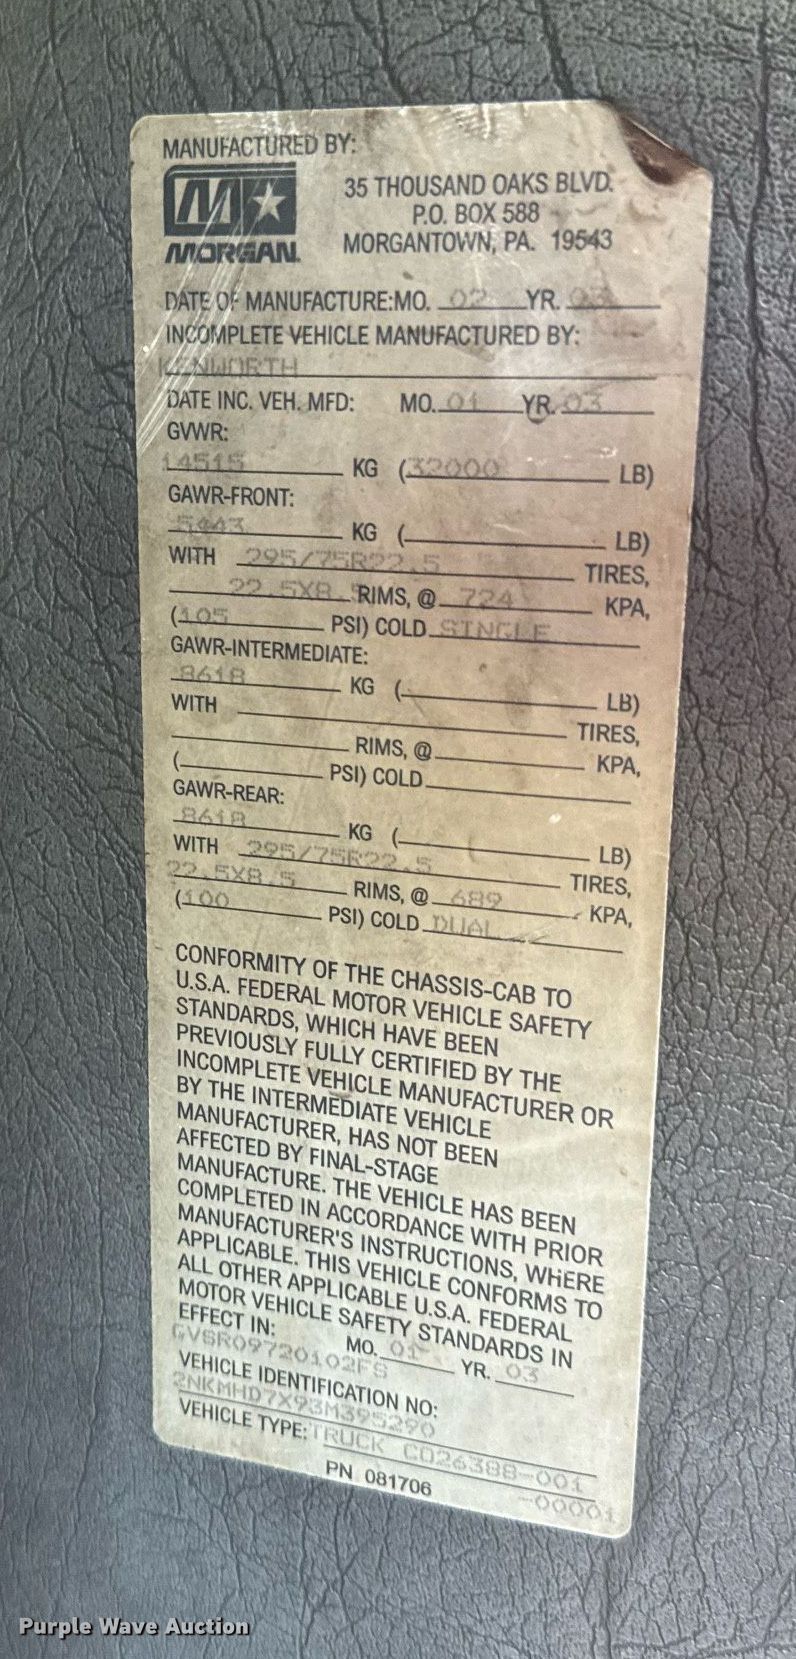 MANUFACTURED BY:
MORGAN
35 THOUSAND OAKS BLVD.
P.O. BOX 588
MORGANTOWN, PA. 19543
DATE OF MANUFACTURE: MO. 02 YR. 03
INCOMPLETE VEHICLE MANUFACTURED BY:
KENWORTH
DATE INC. VEH. MFD: MO. 01 YR. 03
GVWR:
14515 KG (32000 LB)
GAWR-FRONT:
5443 KG ( LB)
WITH 295/75R22.5 TIRES,
22.5X8.5 RIMS, @ 724 KPA,
(105 PSI) COLD SINGLE
GAWR-INTERMEDIATE:
8618 KG ( LB)
WITH TIRES,
RIMS, @ KPA,
( PSI) COLD
GAWR-REAR:
8618 KG ( LB)
WITH 295/75R22.5 TIRES,
22.5X8.5 RIMS, @ 689 KPA,
(100 PSI) COLD DUAL
CONFORMITY OF THE CHASSIS-CAB TO
U.S.A. FEDERAL MOTOR VEHICLE SAFETY
STANDARDS, WHICH HAVE BEEN
PREVIOUSLY FULLY CERTIFIED BY THE
INCOMPLETE VEHICLE MANUFACTURER OR
BY THE INTERMEDIATE VEHICLE
MANUFACTURER, HAS NOT BEEN
AFFECTED BY FINAL-STAGE
MANUFACTURE. THE VEHICLE HAS BEEN
COMPLETED IN ACCORDANCE WITH PRIOR
MANUFACTURER'S INSTRUCTIONS, WHERE
APPLICABLE. THIS VEHICLE CONFORMS TO
ALL OTHER APPLICABLE U.S.A. FEDERAL
MOTOR VEHICLE SAFETY STANDARDS IN
EFFECT IN: MO. 01 YR. 03
GVSR09720102FS
VEHICLE IDENTIFICATION NO:
2NKMHD7X93M395290
VEHICLE TYPE: TRUCK CO26388-001
-00001
PN 081706
Purple Wave Auction